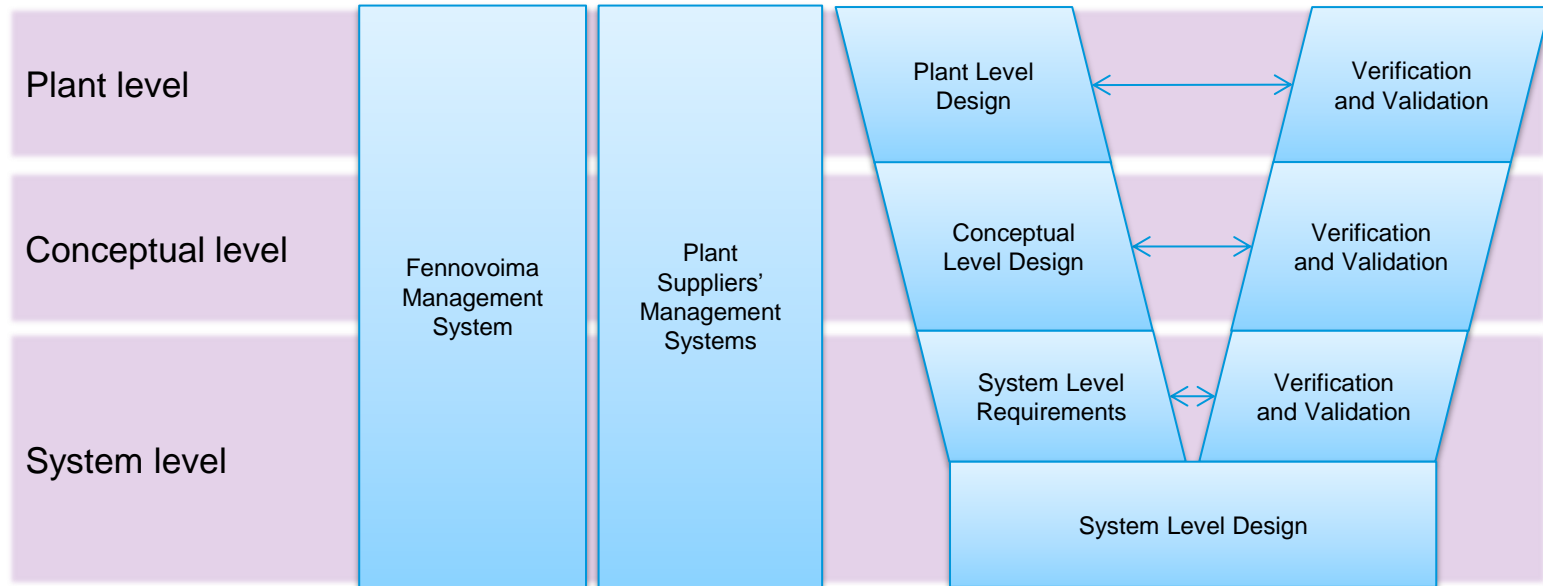 Plant level
Conceptual level
System level
Fennovoima
Management
System
Plant
Suppliers’
Management
Systems
Plant Level
Design
Verification
and Validation
Conceptual
Level Design
Verification
and Validation
System Level
Requirements
Verification
and Validation
System Level Design